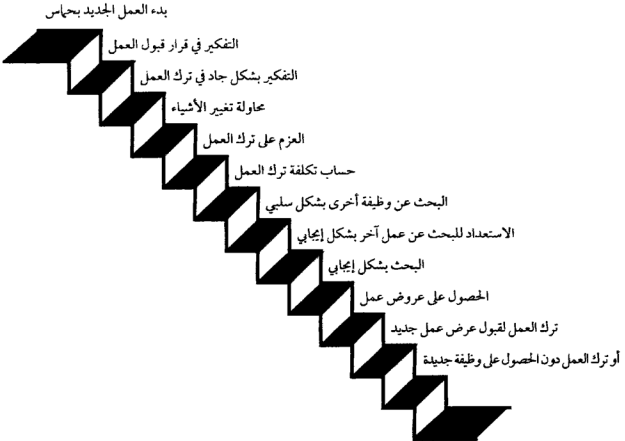 بدء العمل الجديد بحماس
التفكير في قرار قبول العمل
التفكير بشكل جاد في ترك العمل
محاولة تغيير الأشياء
العزم على ترك العمل
حساب تكلفة ترك العمل
البحث عن وظيفة أخرى بشكل سلبي
الاستعداد للبحث عن عمل آخر بشكل إيجابي
البحث بشكل إيجابي
الحصول على عروض عمل
ترك العمل لقبول عرض عمل جديد
أو ترك العمل دون الحصول على وظيفة جديدة